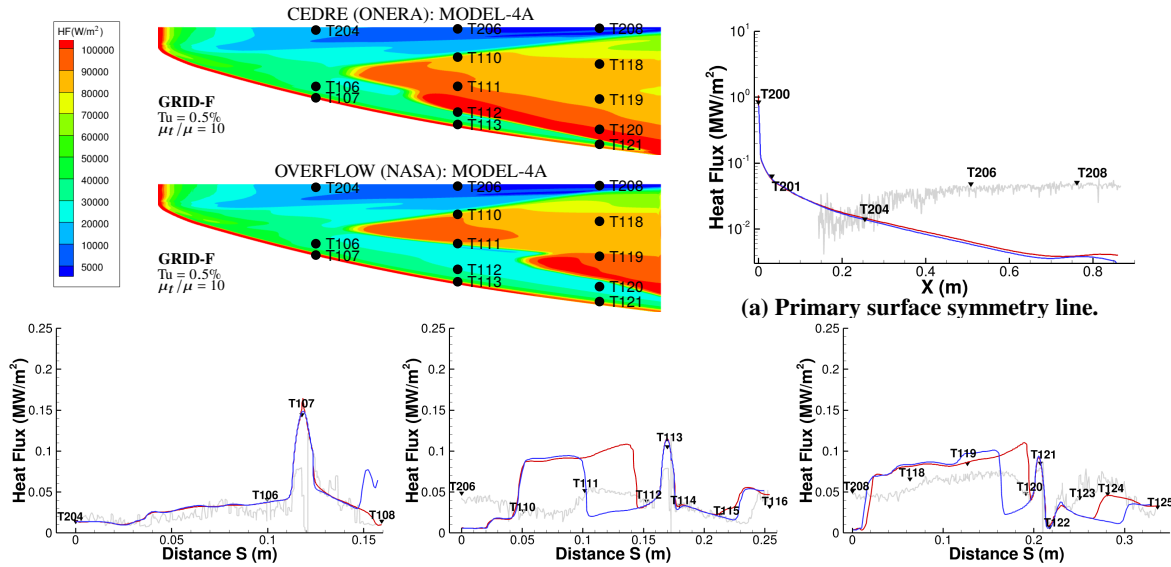 HF(W/m²)
100000
90000
80000
70000
60000
50000
40000
30000
20000
10000
5000
CEDRE (ONERA): MODEL-4A
T204
T206
T208
T110
T118
T106
T111
T119
T107
T112
T113
T120
T121
GRID-F
Tu = 0.5%
μt/μ = 10
OVERFLOW (NASA): MODEL-4A
T204
T206
T208
T110
T118
T106
T111
T107
T119
T112
T113
T120
T121
GRID-F
Tu = 0.5%
μt/μ = 10
Heat Flux (MW/m²)
10¹
10⁰
10⁻¹
10⁻²
T200
T201
T204
T206
T208
0 0.2 0.4 0.6 0.8
X (m)
(a) Primary surface symmetry line.
Heat Flux (MW/m²)
0.25
0.2
0.15
0.1
0.05
0
T204
T106
T107
T108
0 0.05 0.1 0.15
Distance S (m)
Heat Flux (MW/m²)
0.25
0.2
0.15
0.1
0.05
0
T206
T110
T111
T112
T113
T114
T115
T116
0 0.05 0.1 0.15 0.2 0.25
Distance S (m)
Heat Flux (MW/m²)
0.25
0.2
0.15
0.1
0.05
0
T208
T118
T119
T120
T121
T122
T123
T124
T125
0 0.1 0.2 0.3
Distance S (m)